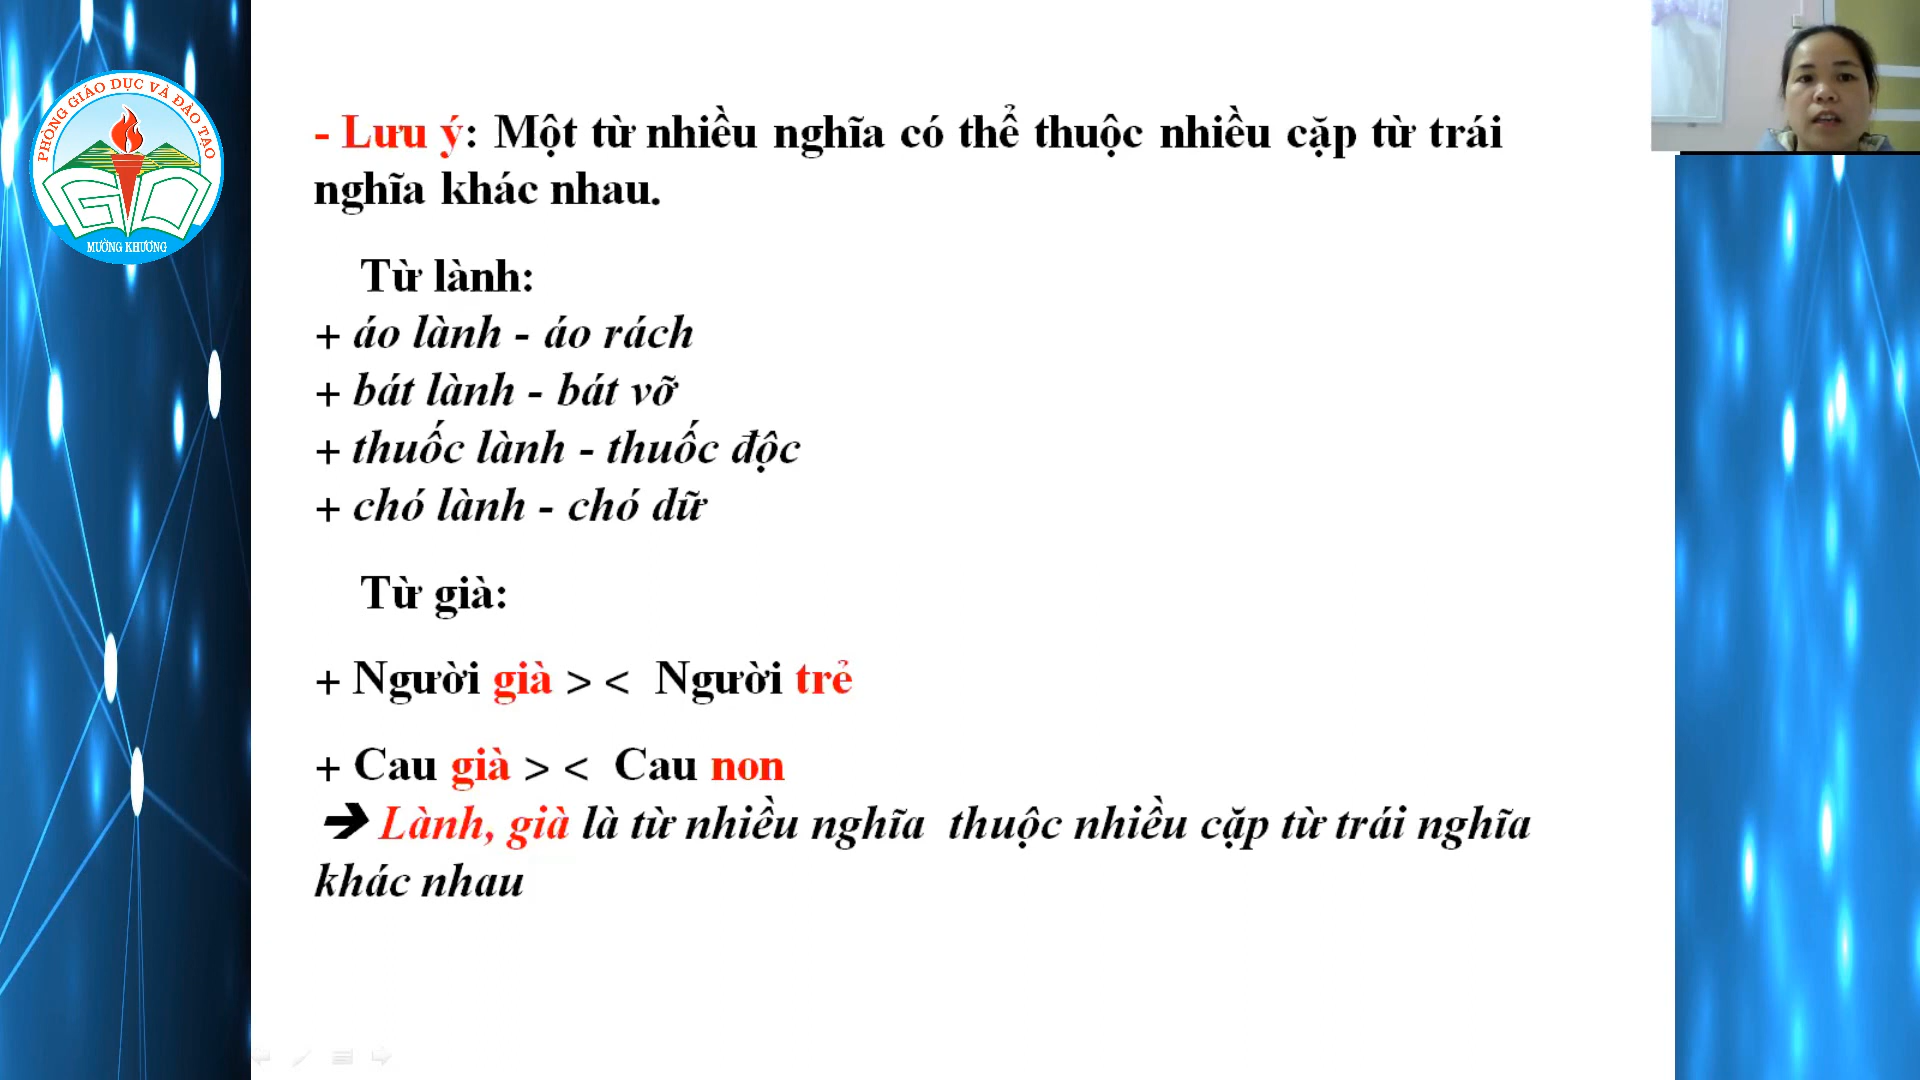 PHÒNG GIÁO DỤC VÀ ĐÀO TẠO
MƯỜNG KHƯƠNG
- Lưu ý: Một từ nhiều nghĩa có thể thuộc nhiều cặp từ trái
nghĩa khác nhau.
Từ lành:
+ áo lành - áo rách
+ bát lành - bát vỡ
+ thuốc lành - thuốc độc
+ chó lành - chó dữ
Từ già:
+ Người già > < Người trẻ
+ Cau già > < Cau non
➔ Lành, già là từ nhiều nghĩa thuộc nhiều cặp từ trái nghĩa
khác nhau